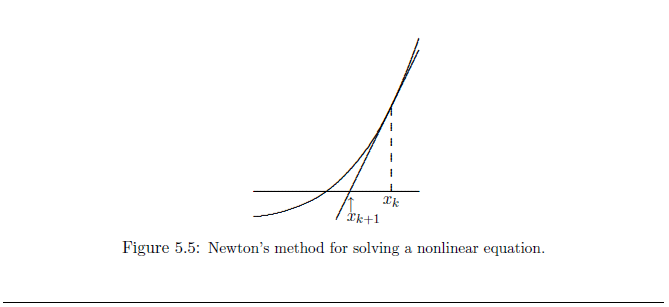 x_k
x_{k+1}
Figure 5.5: Newton's method for solving a nonlinear equation.